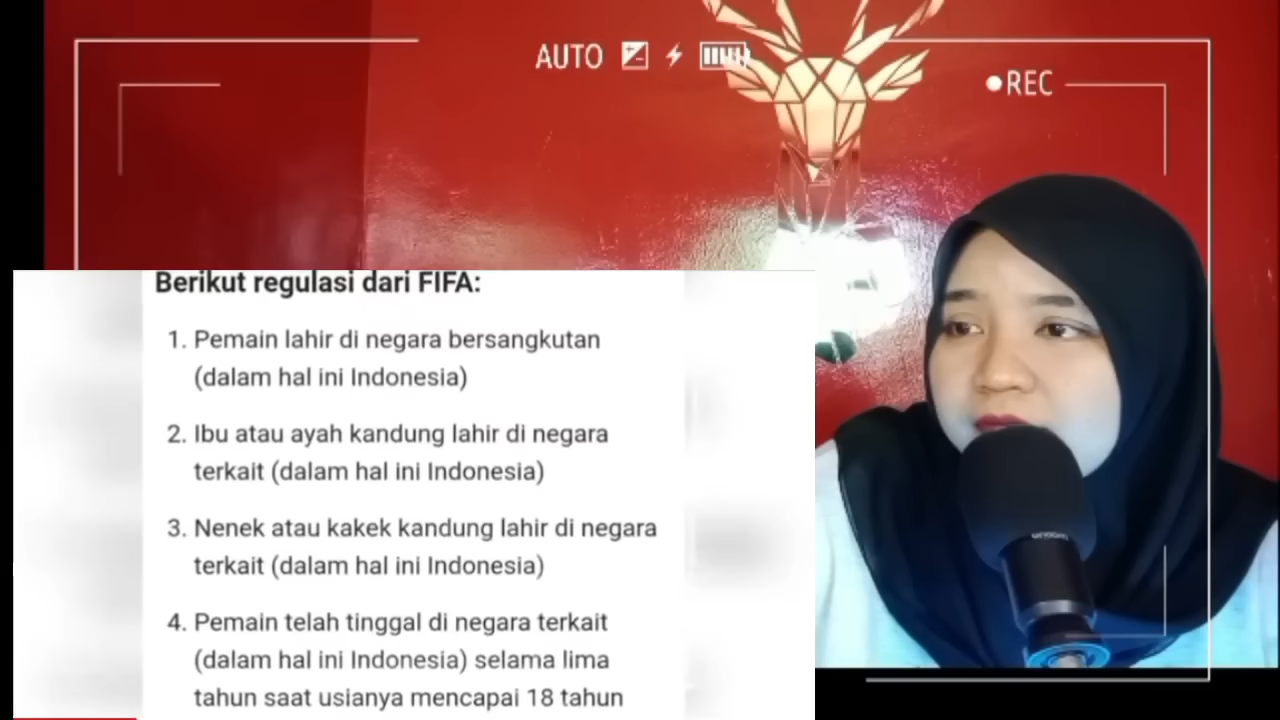 AUTO
REC
Berikut regulasi dari FIFA:
1. Pemain lahir di negara bersangkutan
(dalam hal ini Indonesia)
2. Ibu atau ayah kandung lahir di negara
terkait (dalam hal ini Indonesia)
3. Nenek atau kakek kandung lahir di negara
terkait (dalam hal ini Indonesia)
4. Pemain telah tinggal di negara terkait
(dalam hal ini Indonesia) selama lima
tahun saat usianya mencapai 18 tahun